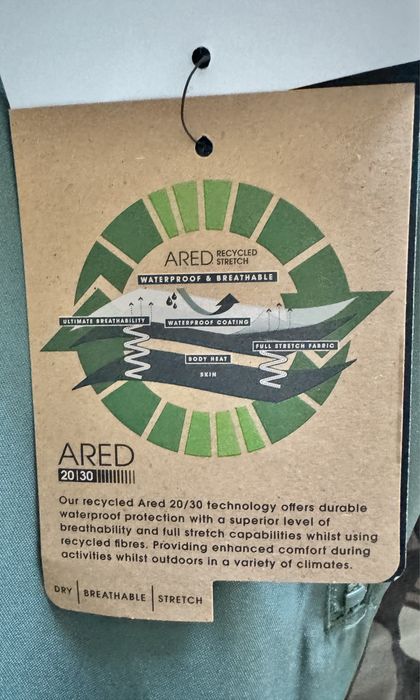 ARED RECYCLED
STRETCH
WATERPROOF & BREATHABLE
ULTIMATE BREATHABILITY
WATERPROOF COATING
FULL STRETCH FABRIC
BODY HEAT
SKIN
ARED
20|30
Our recycled Ared 20/30 technology offers durable
waterproof protection with a superior level of
breathability and full stretch capabilities whilst using
recycled fibres. Providing enhanced comfort during
activities whilst outdoors in a variety of climates.
DRY | BREATHABLE | STRETCH